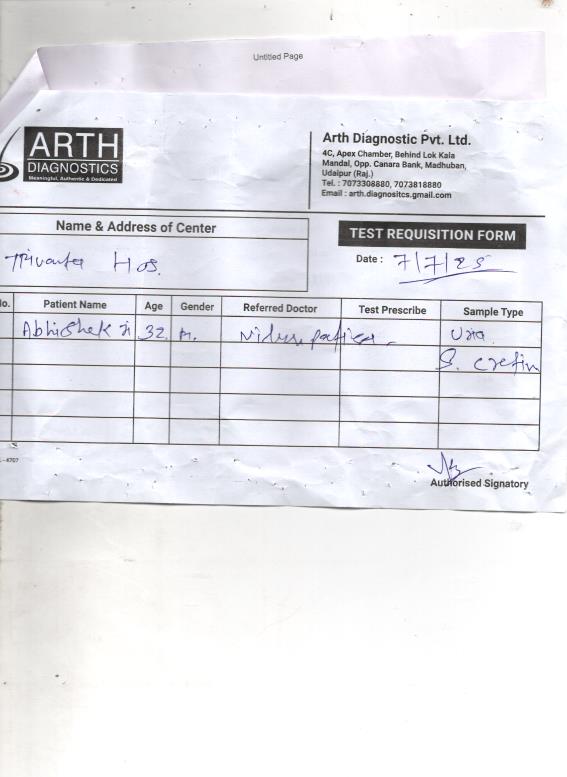 Untitled Page
ARTH
DIAGNOSTICS
Meaningful, Authentic & Dedicated
Arth Diagnostic Pvt. Ltd.
4C, Apex Chamber, Behind Lok Kala
Mandal, Opp. Canara Bank, Madhuban,
Udaipur (Raj.)
Tel. : 7073308880, 7073818880
Email : arth.diagnositcs.gmail.com
Name & Address of Center
Hos.
TEST REQUISITION FORM
Date : 7/7/25
No. Patient Name Age Gender Referred Doctor Test Prescribe Sample Type
Abhishek 32 M.
S.
-4707
Authorised Signatory